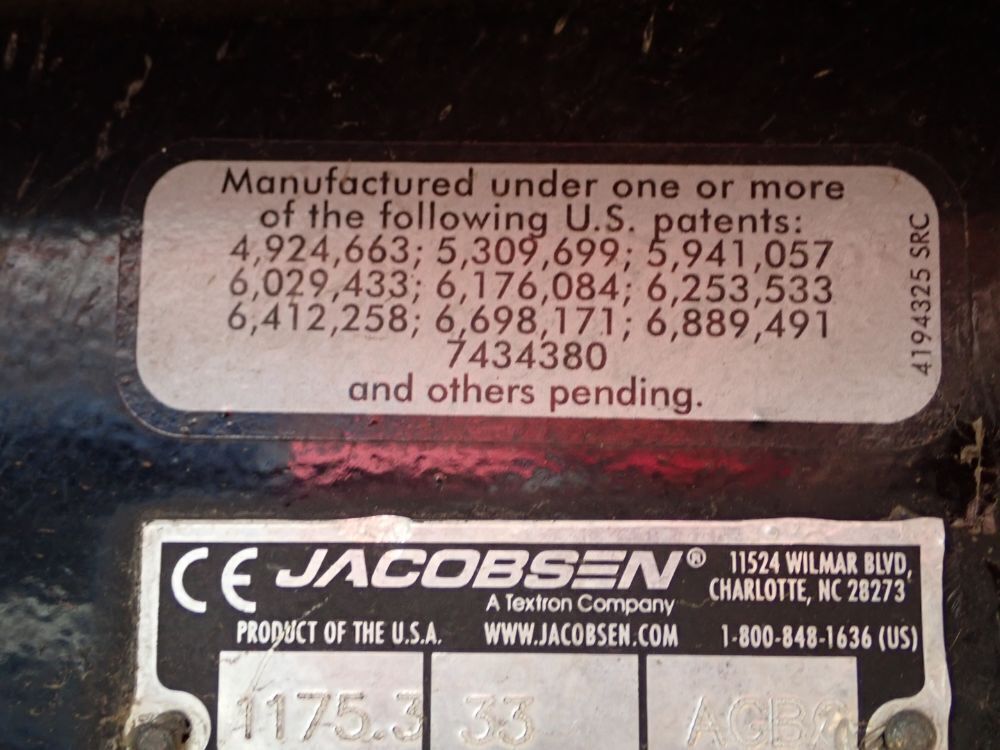 Manufactured under one or more
of the following U.S. patents:
4,924,663; 5,309,699; 5,941,057
6,029,433; 6,176,084; 6,253,533
6,412,258; 6,698,171; 6,889,491
7434380
and others pending.
4194325 SRC
CE JACOBSEN®
A Textron Company
11524 WILMAR BLVD,
CHARLOTTE, NC 28273
PRODUCT OF THE U.S.A. WWW.JACOBSEN.COM 1-800-848-1636 (US)
1175.3 33